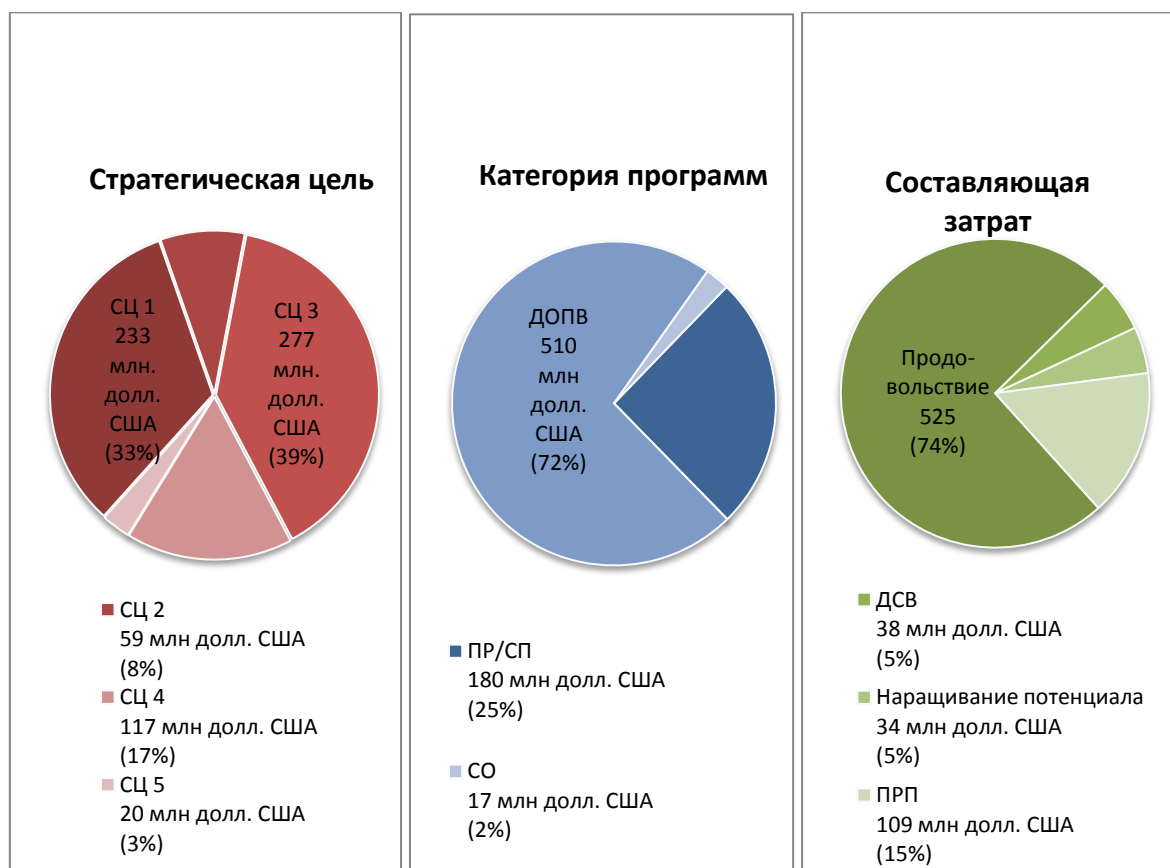 Стратегическая цель
СЦ 1
233
млн.
долл.
США
(33%)
СЦ 3
277
млн.
долл.
США
(39%)
СЦ 2
59 млн долл. США
(8%)
СЦ 4
117 млн долл. США
(17%)
СЦ 5
20 млн долл. США
(3%)
Категория программ
ДОПВ
510
млн
долл.
США
(72%)
ПР/СП
180 млн долл. США
(25%)
СО
17 млн долл. США
(2%)
Составляющая
затрат
Продо-
вольствие
525
(74%)
ДСВ
38 млн долл. США
(5%)
Наращивание потенциала
34 млн долл. США
(5%)
ПРП
109 млн долл. США
(15%)